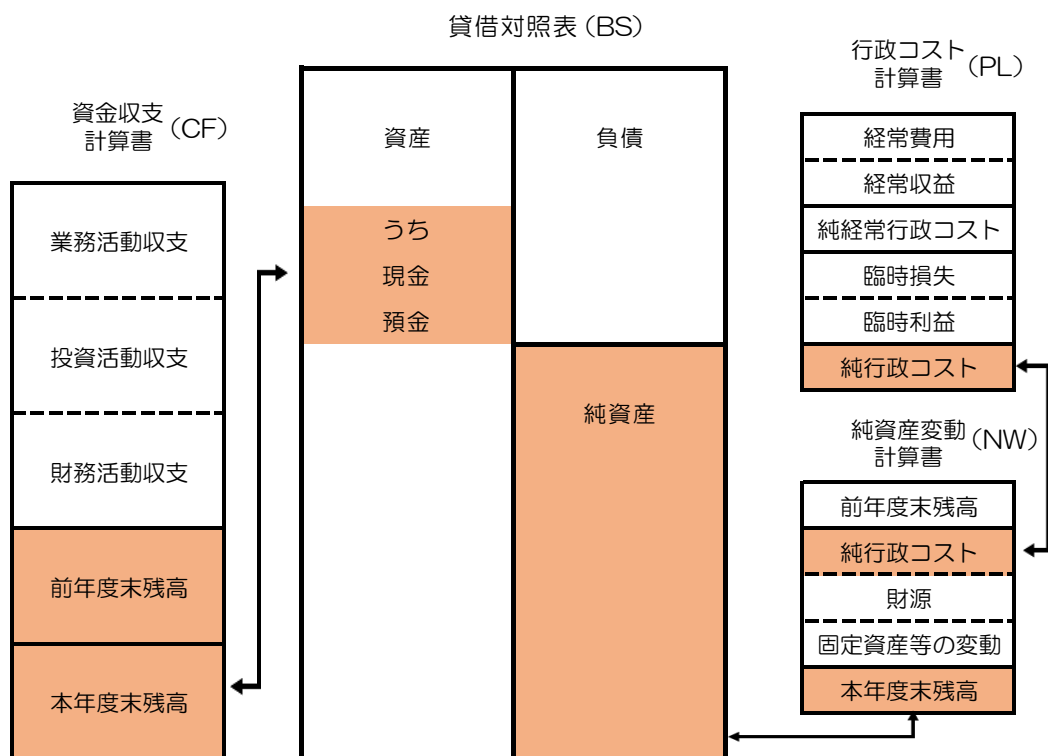 貸借対照表(BS)
資金収支
計算書
(CF)
業務活動収支
投資活動収支
財務活動収支
前年度末残高
本年度末残高
資産
うち
現金
預金
負債
純資産
行政コスト
計算書
(PL)
経常費用
経常収益
純経常行政コスト
臨時損失
臨時利益
純行政コスト
純資産変動
計算書
(NW)
前年度末残高
純行政コスト
財源
固定資産等の変動
本年度末残高